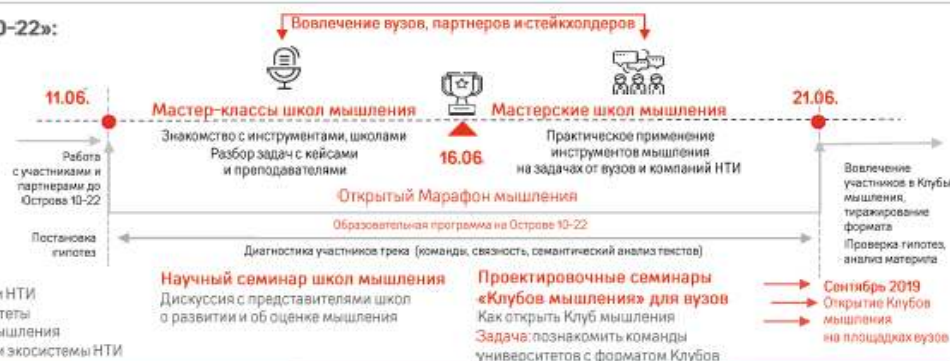 0-22»:
Вовлечение вузов, партнеров и стейкхолдеров
11.06.
21.06.
Мастер-классы школ мышления
Мастерские школ мышления
Знакомство с инструментами, школами
Разбор задач с кейсами
и преподавателями
16.06.
Практическое применение
инструментов мышления
на задачах от вузов и компаний НТИ
Работа
с участниками и
партнерами до
Острова 10-22
Вовлечение
участников в Клубы
мышления,
тиражирование
формата
Проверка гипотез,
анализ материла
Открытый Марафон мышления
Образовательная программа на Острове 10-22
Постановка
гипотез
Диагностика участников трека (команды, связность, семантический анализ текстов)
Научный семинар школ мышления
Дискуссия с представителями школ
о развитии и об оценке мышления
Проектировочные семинары
«Клубов мышления» для вузов
Как открыть Клуб мышления
Задача: познакомить команды
университетов с форматом Клубов
Сентябрь 2019
Открытие Клубов
мышления
на площадках вузов
и НТИ
теты
ышления
и экосистемы НТИ